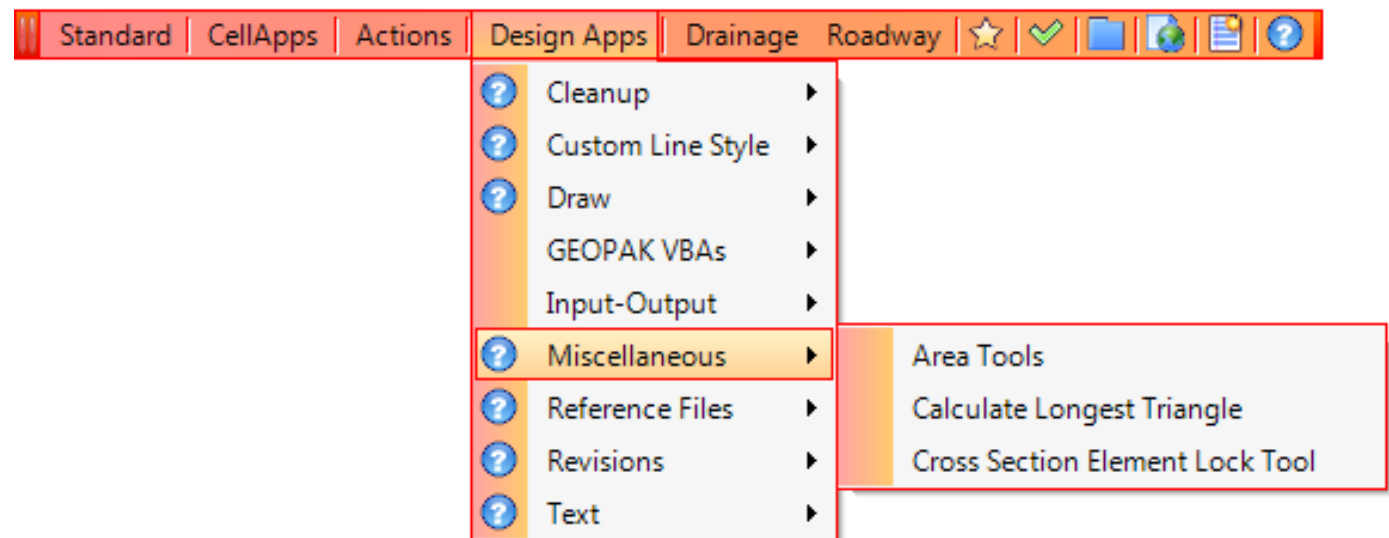 Standard CellApps Actions Design Apps Drainage Roadway
Cleanup
Custom Line Style
Draw
GEOPAK VBAs
Input-Output
Miscellaneous
Area Tools
Calculate Longest Triangle
Cross Section Element Lock Tool
Reference Files
Revisions
Text